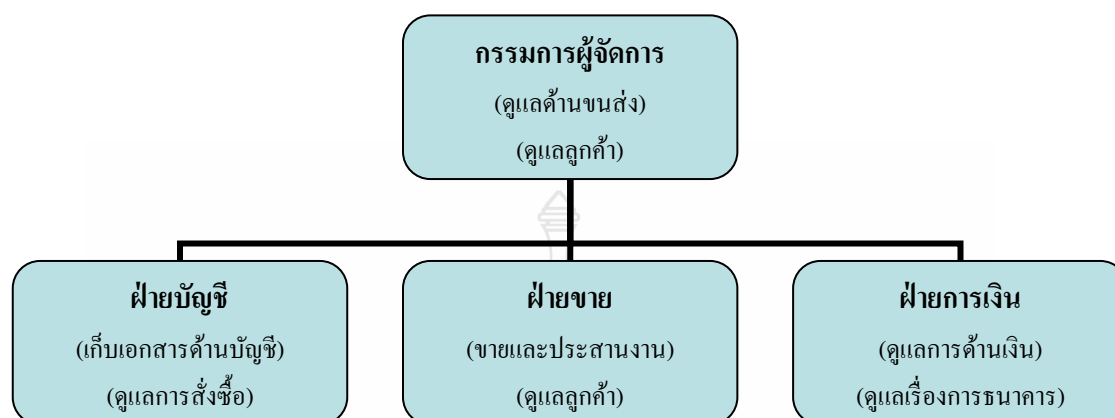 กรรมการผู้จัดการ
(ดูแลด้านขนส่ง)
(ดูแลลูกค้า)
ฝ่ายบัญชี
(เก็บเอกสารด้านบัญชี)
(ดูแลการสั่งซื้อ)
ฝ่ายขาย
(ขายและประสานงาน)
(ดูแลลูกค้า)
ฝ่ายการเงิน
(ดูแลการด้านเงิน)
(ดูแลเรื่องการธนาคาร)